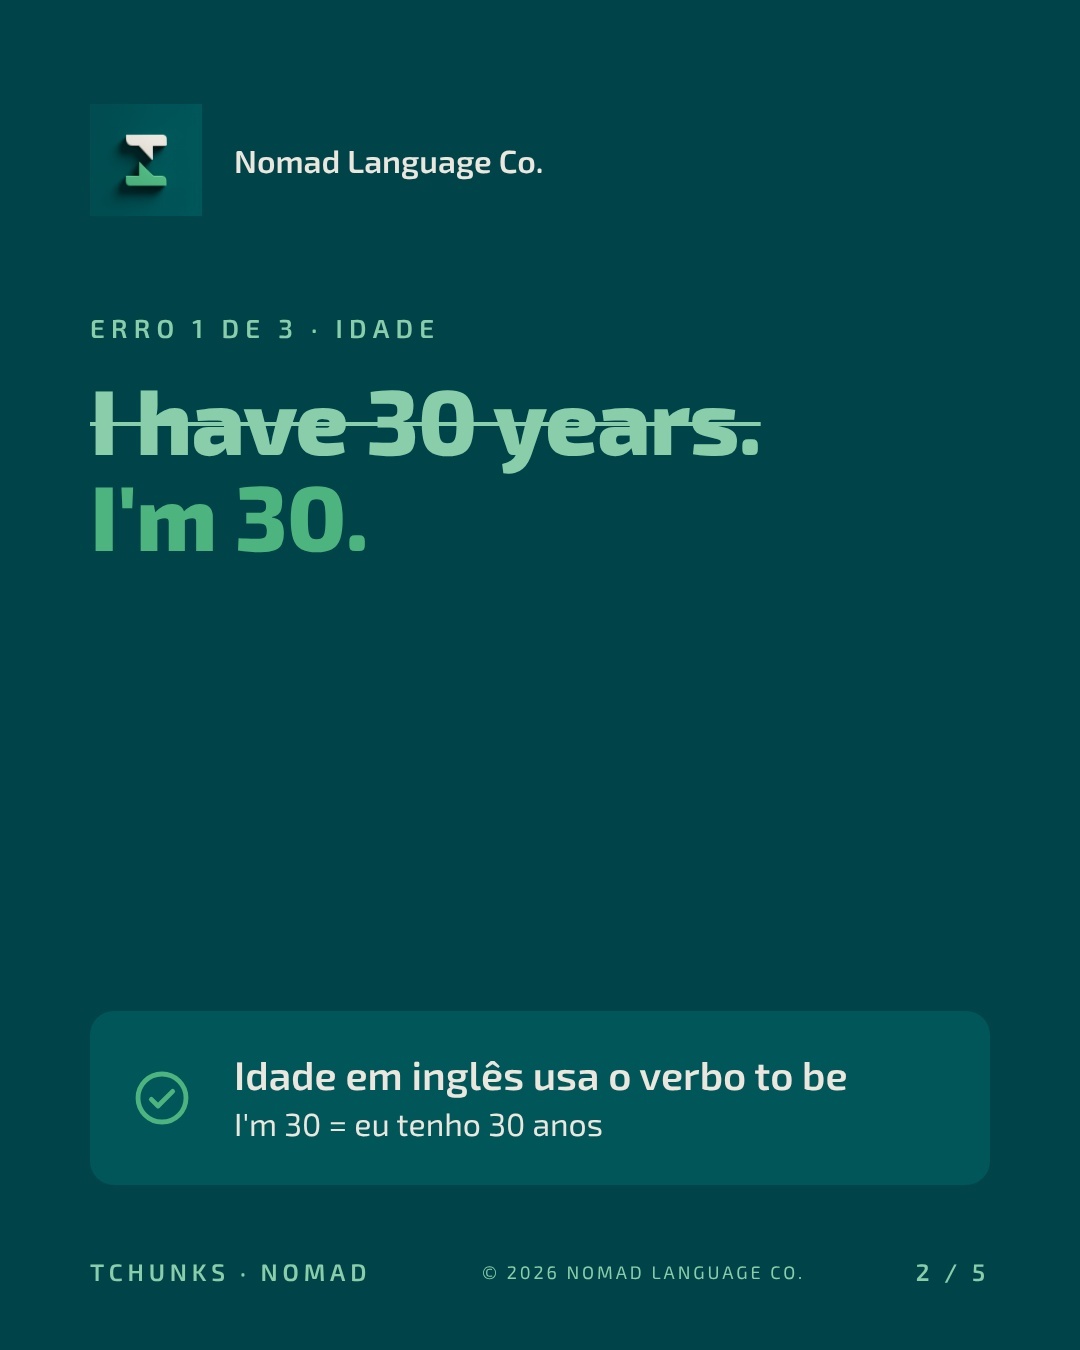 Nomad Language Co.
ERRO 1 DE 3 · IDADE
I have 30 years.
I'm 30.
Idade em inglês usa o verbo to be
I'm 30 = eu tenho 30 anos
TCHUNKS · NOMAD
© 2026 NOMAD LANGUAGE CO.
2 / 5